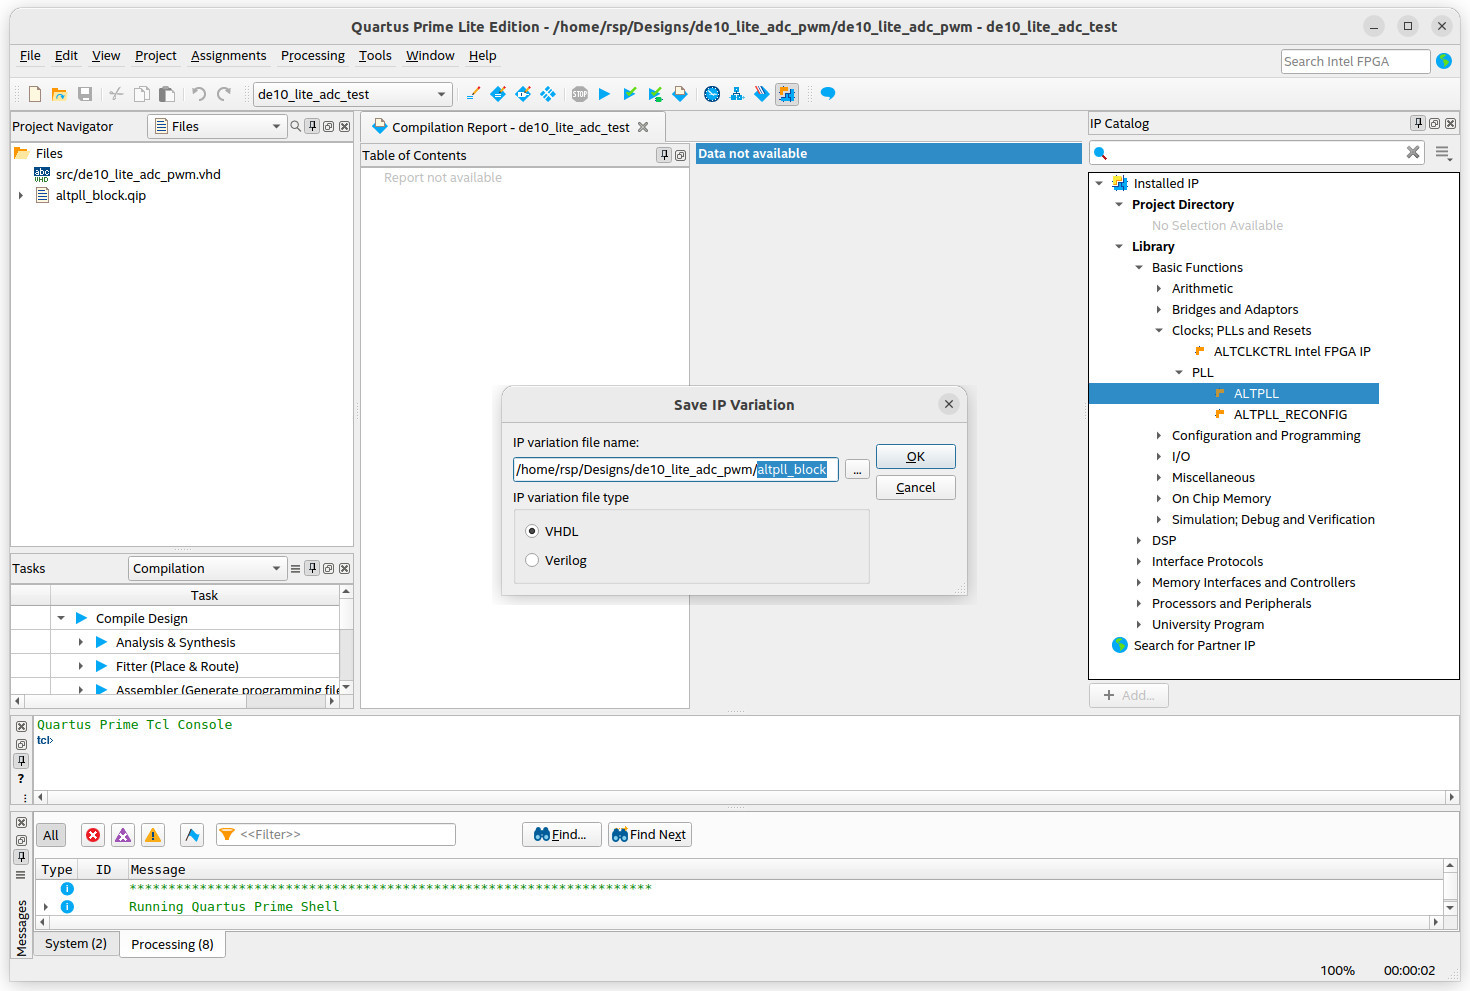 Quartus Prime Lite Edition - /home/rsp/Designs/de10_lite_adc_pwm/de10_lite_adc_pwm - de10_lite_adc_test
File Edit View Project Assignments Processing Tools Window Help
Search Intel FPGA
de10_lite_adc_test
STOP
Project Navigator
Files
Files
abc
VHD
src/de10_lite_adc_pwm.vhd
altpll_block.qip
Compilation Report - de10_lite_adc_test
Table of Contents
Report not available
Data not available
IP Catalog
Installed IP
Project Directory
No Selection Available
Library
Basic Functions
Arithmetic
Bridges and Adaptors
Clocks; PLLs and Resets
ALTCLKCTRL Intel FPGA IP
PLL
ALTPLL
ALTPLL_RECONFIG
Configuration and Programming
I/O
Miscellaneous
On Chip Memory
Simulation; Debug and Verification
DSP
Interface Protocols
Memory Interfaces and Controllers
Processors and Peripherals
University Program
Search for Partner IP
+ Add...
Save IP Variation
IP variation file name:
/home/rsp/Designs/de10_lite_adc_pwm/altpll_block
...
OK
Cancel
IP variation file type
VHDL
Verilog
Tasks
Compilation
Task
Compile Design
Analysis & Synthesis
Fitter (Place & Route)
Assembler (Generate programming file
Quartus Prime Tcl Console
tcl>
?
All
<<Filter>>
Find...
Find Next
Type ID Message
********************************************************************
Running Quartus Prime Shell
Messages
System (2)
Processing (8)
100% 00:00:02